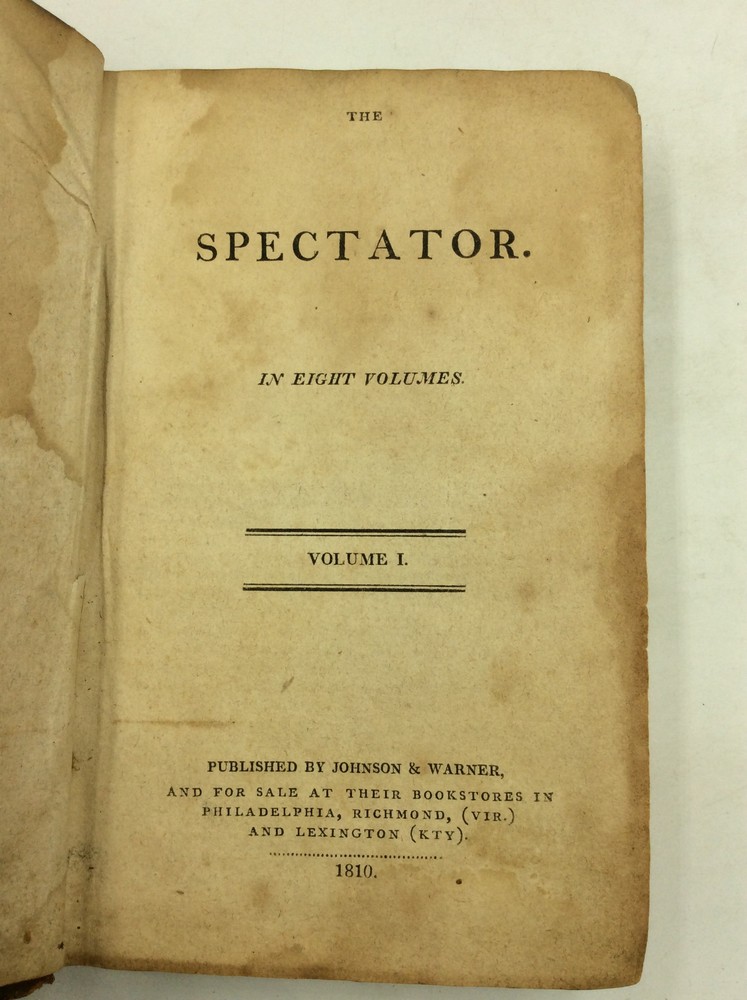 THE
SPECTATOR.
IN EIGHT VOLUMES.
VOLUME I.
PUBLISHED BY JOHNSON & WARNER,
AND FOR SALE AT THEIR BOOKSTORES IN
PHILADELPHIA, RICHMOND, (VIR.)
AND LEXINGTON (KTY).
1810.